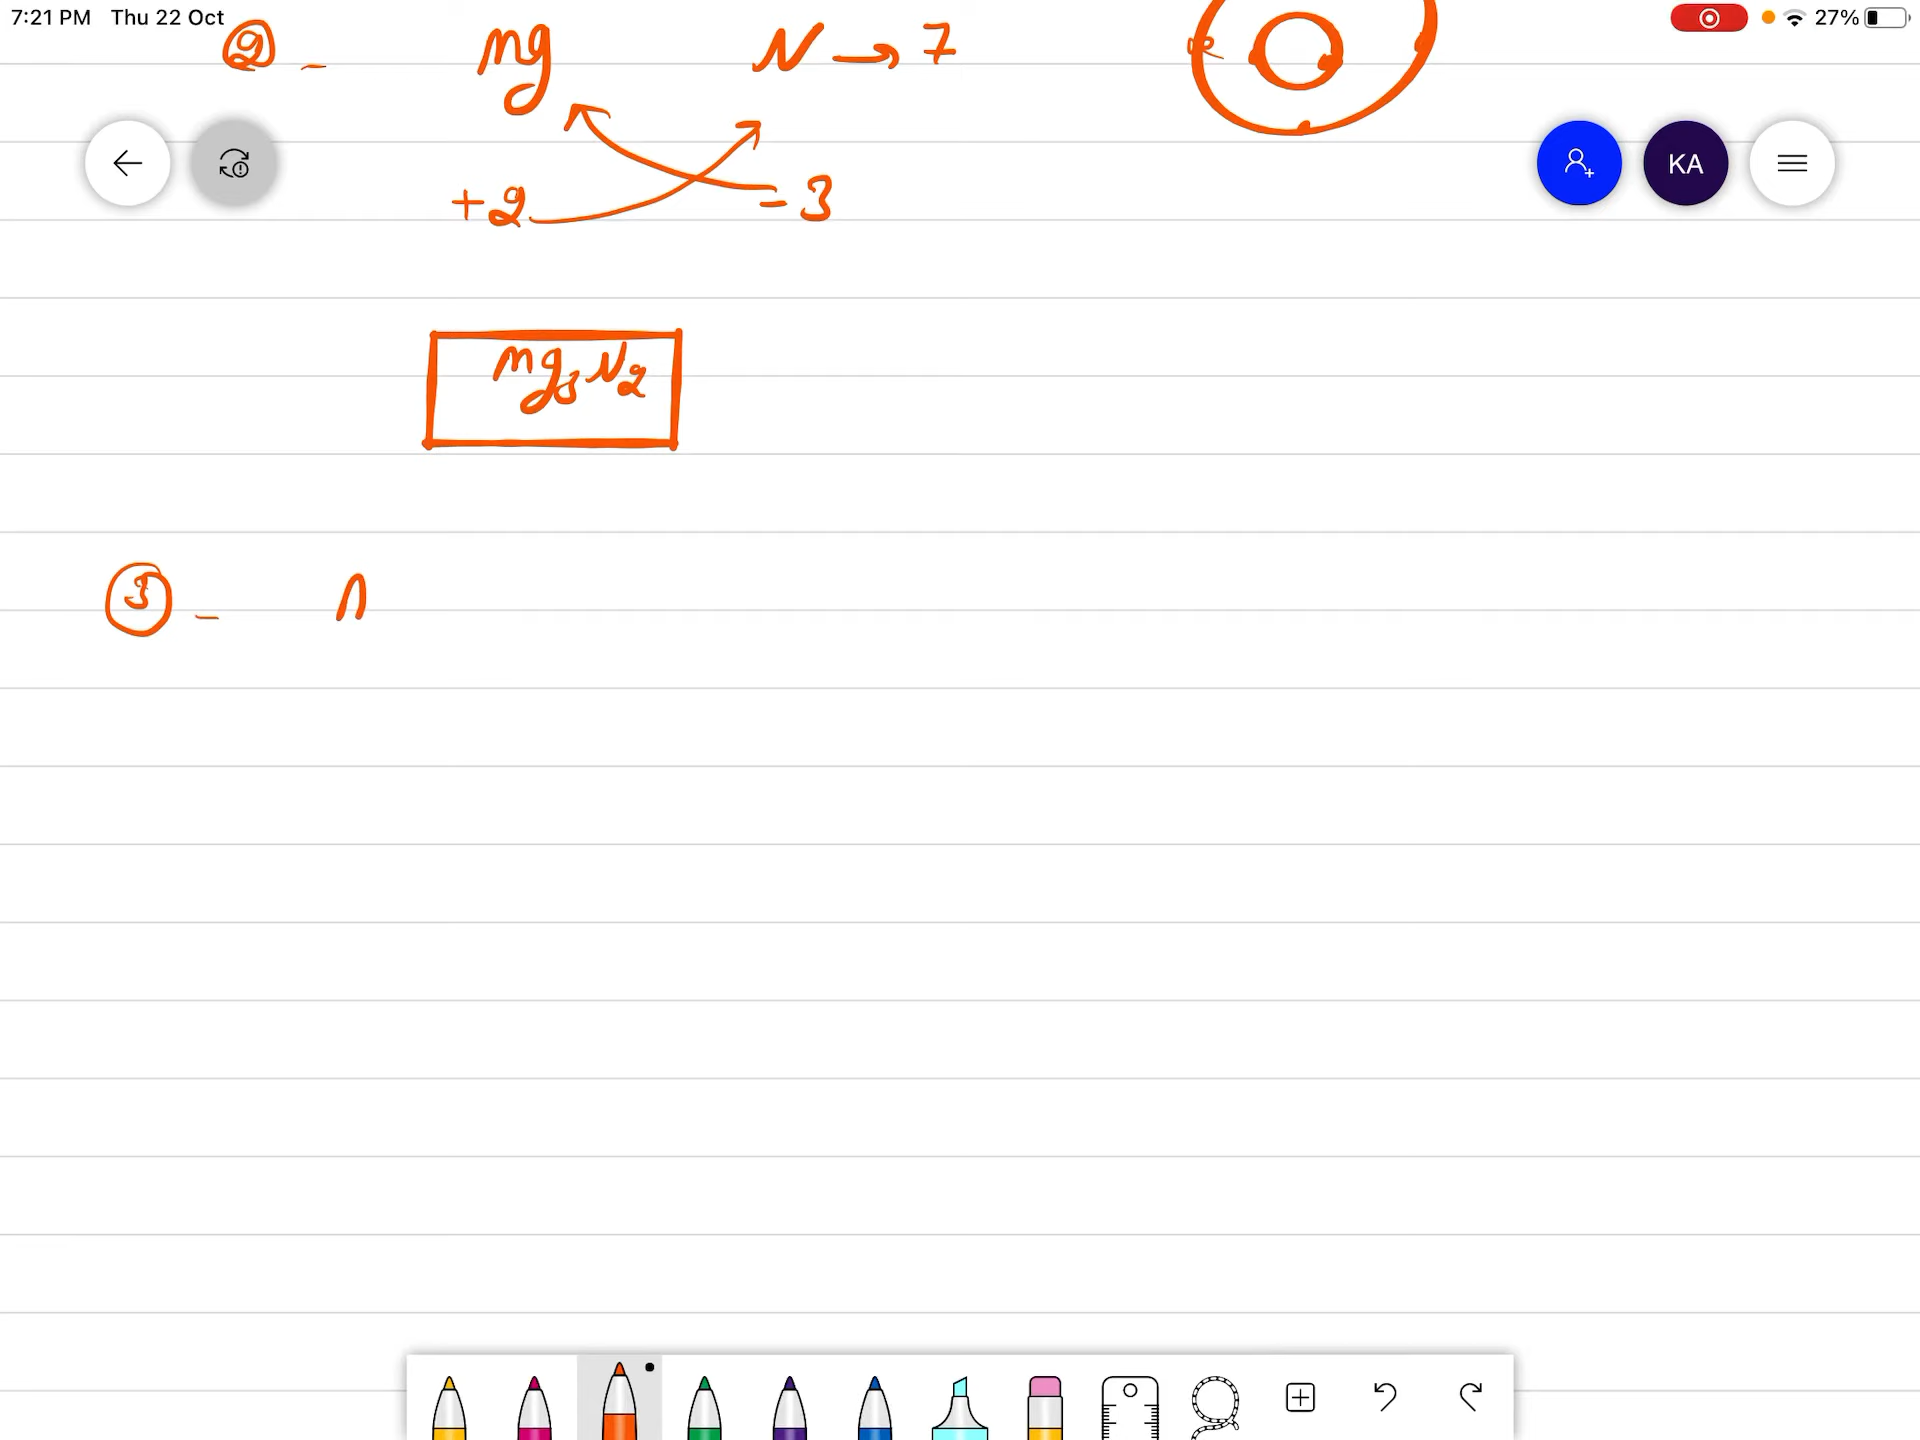 7:21 PM Thu 22 Oct 27%
② - mg N → 7
KA
+2 -3
mg₃N₂
③ -